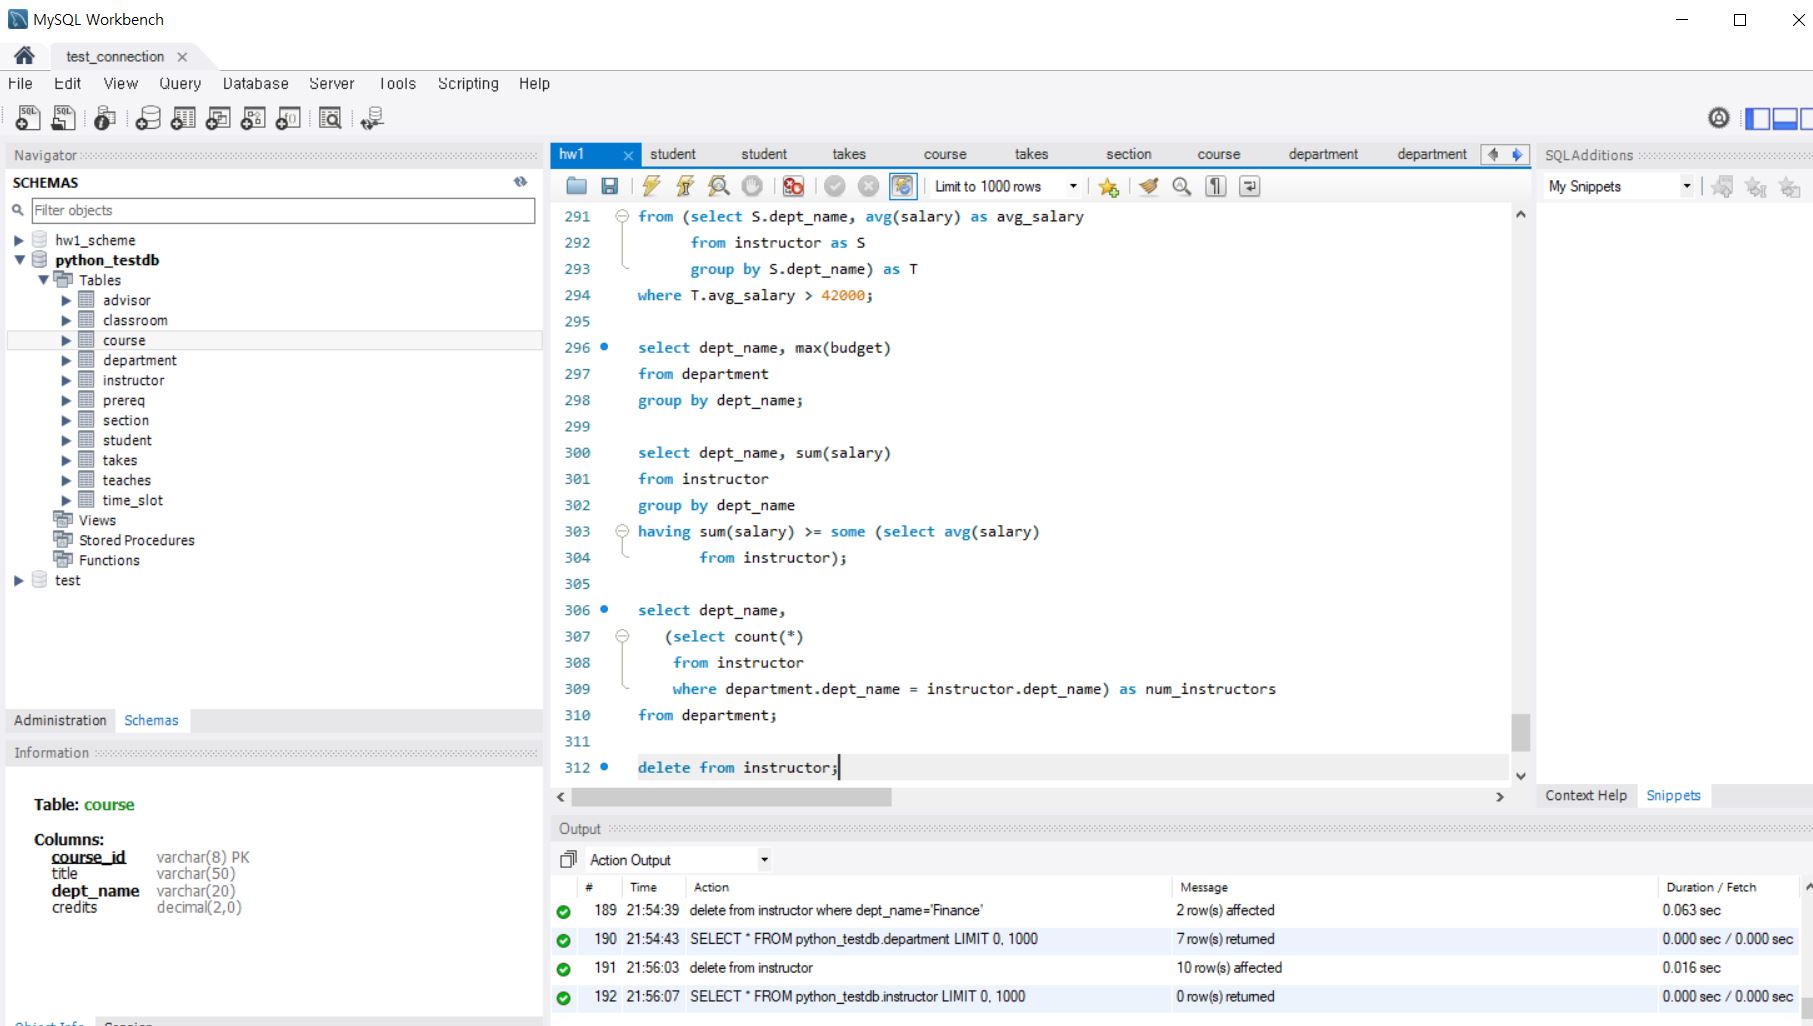 MySQL Workbench
test_connection
File Edit View Query Database Server Tools Scripting Help
Navigator
SCHEMAS
Filter objects
hw1_scheme
python_testdb
Tables
advisor
classroom
course
department
instructor
prereq
section
student
takes
teaches
time_slot
Views
Stored Procedures
Functions
test
Administration Schemas
Information
Table: course
Columns:
course_id varchar(8) PK
title varchar(50)
dept_name varchar(20)
credits decimal(2,0)
Object Info Session
hw1 student student takes course takes section course department department
Limit to 1000 rows
291 from (select S.dept_name, avg(salary) as avg_salary
292 from instructor as S
293 group by S.dept_name) as T
294 where T.avg_salary > 42000;
295
296 select dept_name, max(budget)
297 from department
298 group by dept_name;
299
300 select dept_name, sum(salary)
301 from instructor
302 group by dept_name
303 having sum(salary) >= some (select avg(salary)
304 from instructor);
305
306 select dept_name,
307 (select count(*)
308 from instructor
309 where department.dept_name = instructor.dept_name) as num_instructors
310 from department;
311
312 delete from instructor;
SQLAdditions
My Snippets
Context Help Snippets
Output
Action Output
# Time Action Message Duration / Fetch
189 21:54:39 delete from instructor where dept_name='Finance' 2 row(s) affected 0.063 sec
190 21:54:43 SELECT * FROM python_testdb.department LIMIT 0, 1000 7 row(s) returned 0.000 sec / 0.000 sec
191 21:56:03 delete from instructor 10 row(s) affected 0.016 sec
192 21:56:07 SELECT * FROM python_testdb.instructor LIMIT 0, 1000 0 row(s) returned 0.000 sec / 0.000 sec